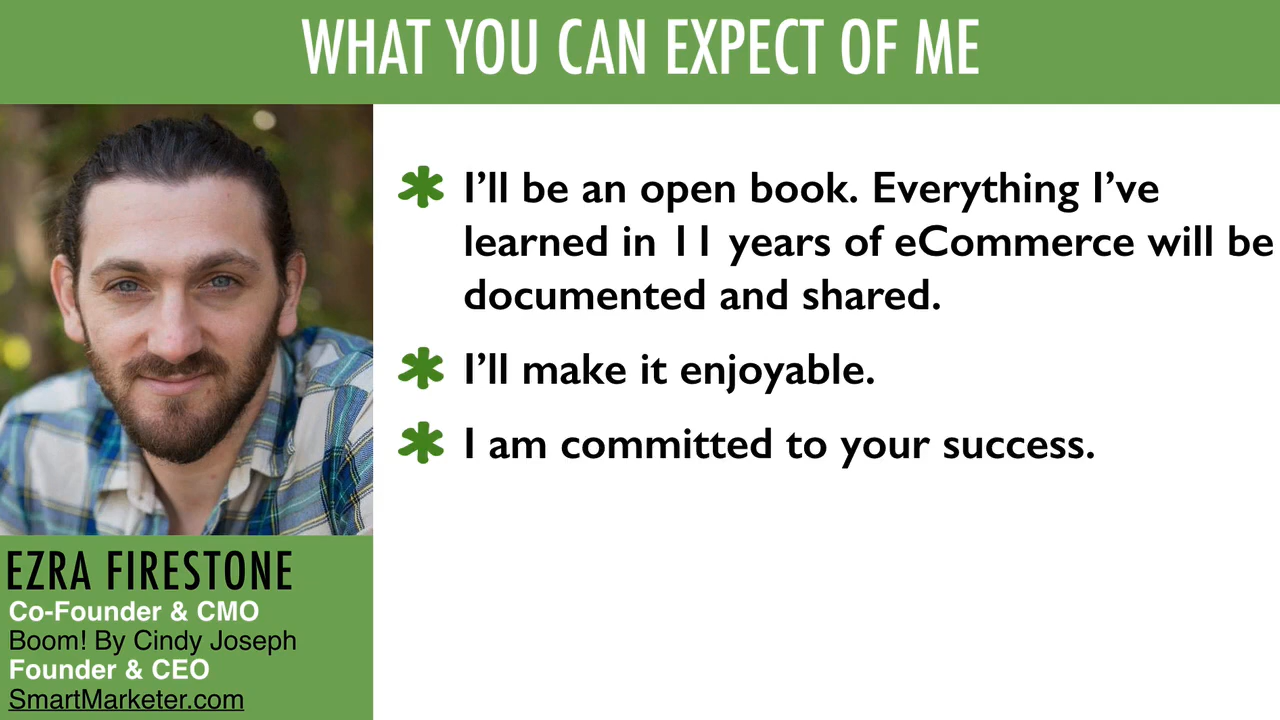 WHAT YOU CAN EXPECT OF ME
I'll be an open book. Everything I've
learned in 11 years of eCommerce will be
documented and shared.
I'll make it enjoyable.
I am committed to your success.
EZRA FIRESTONE
Co-Founder & CMO
Boom! By Cindy Joseph
Founder & CEO
SmartMarketer.com